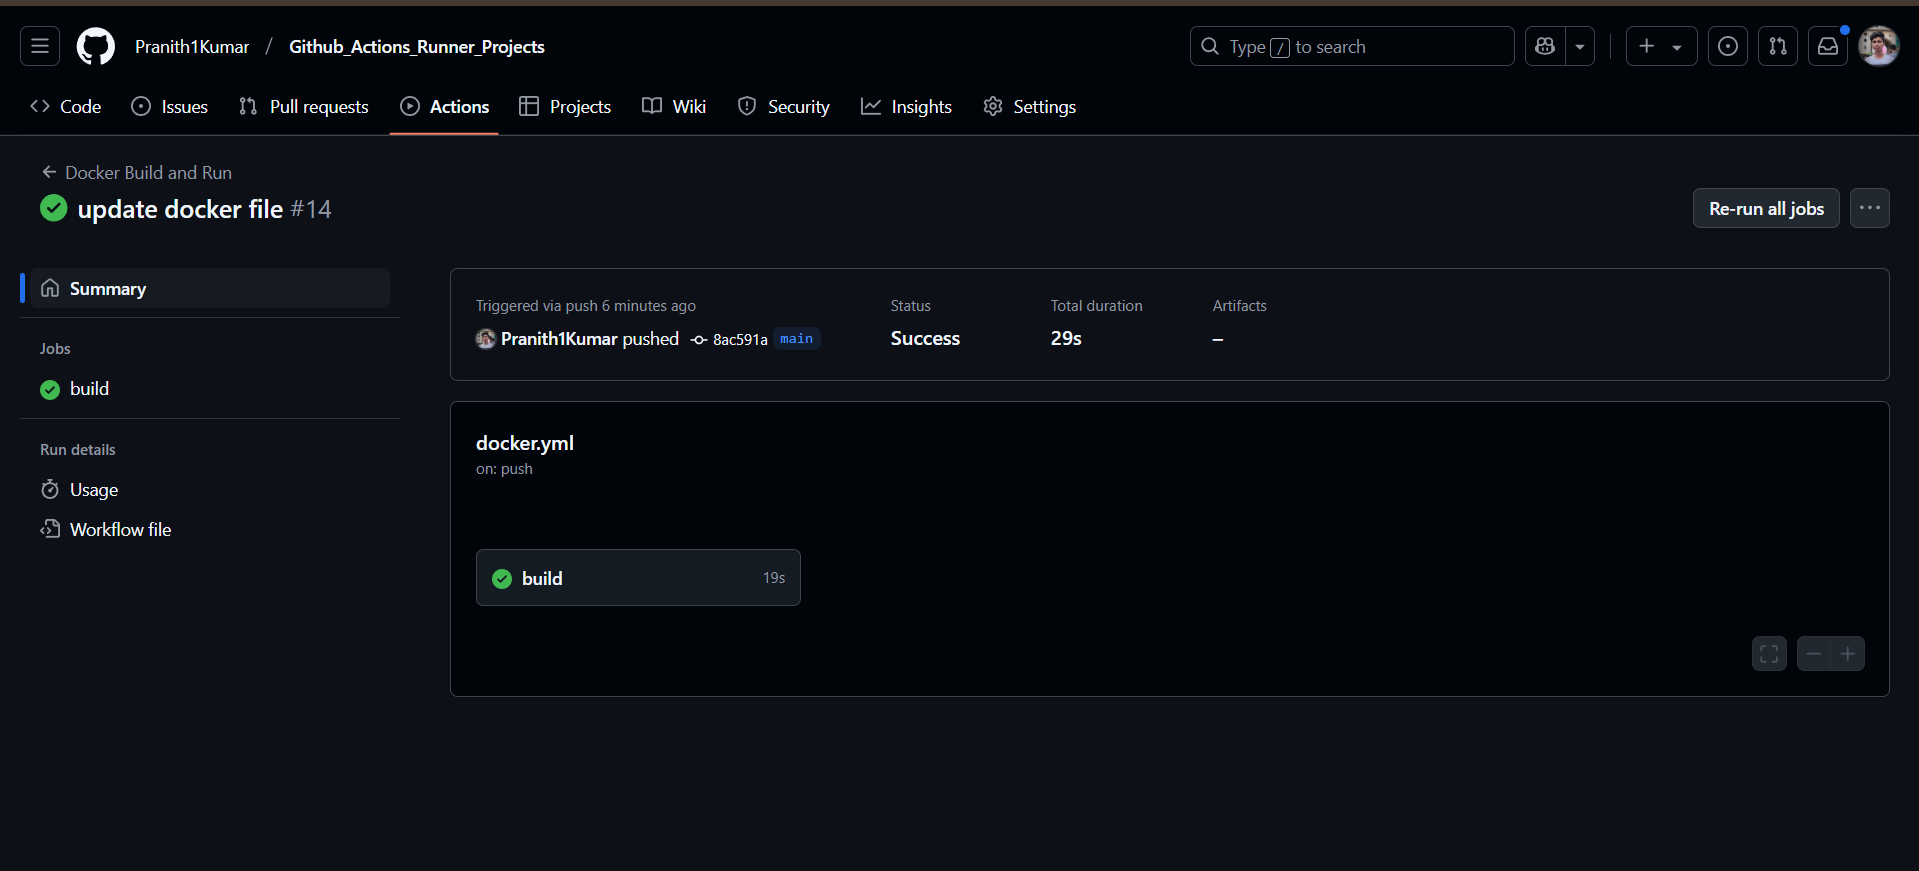 Pranith1Kumar / Github_Actions_Runner_Projects
Type / to search
Code Issues Pull requests Actions Projects Wiki Security Insights Settings
Docker Build and Run
update docker file #14
Re-run all jobs
Summary
Jobs
build
Run details
Usage
Workflow file
Triggered via push 6 minutes ago
Pranith1Kumar pushed 8ac591a main
Status
Success
Total duration
29s
Artifacts
–
docker.yml
on: push
build 19s